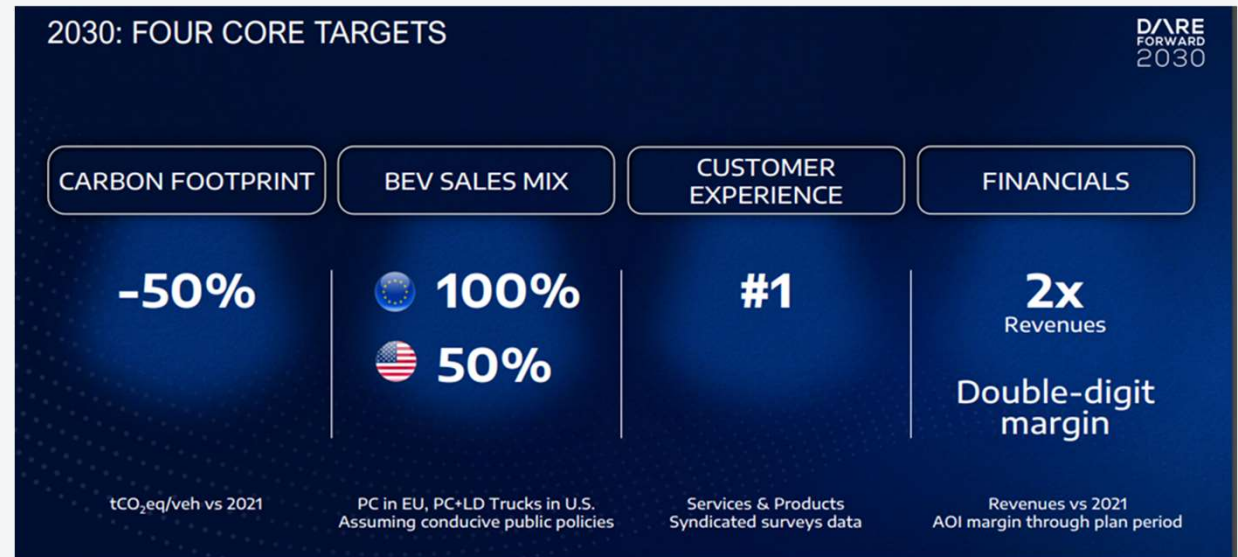 2030: FOUR CORE TARGETS
DARE
FORWARD
2030
CARBON FOOTPRINT
BEV SALES MIX
CUSTOMER
EXPERIENCE
FINANCIALS
-50%
100%
50%
#1
2x
Revenues
Double-digit
margin
tCO₂eq/veh vs 2021
PC in EU, PC+LD Trucks in U.S.
Assuming conducive public policies
Services & Products
Syndicated surveys data
Revenues vs 2021
AOI margin through plan period